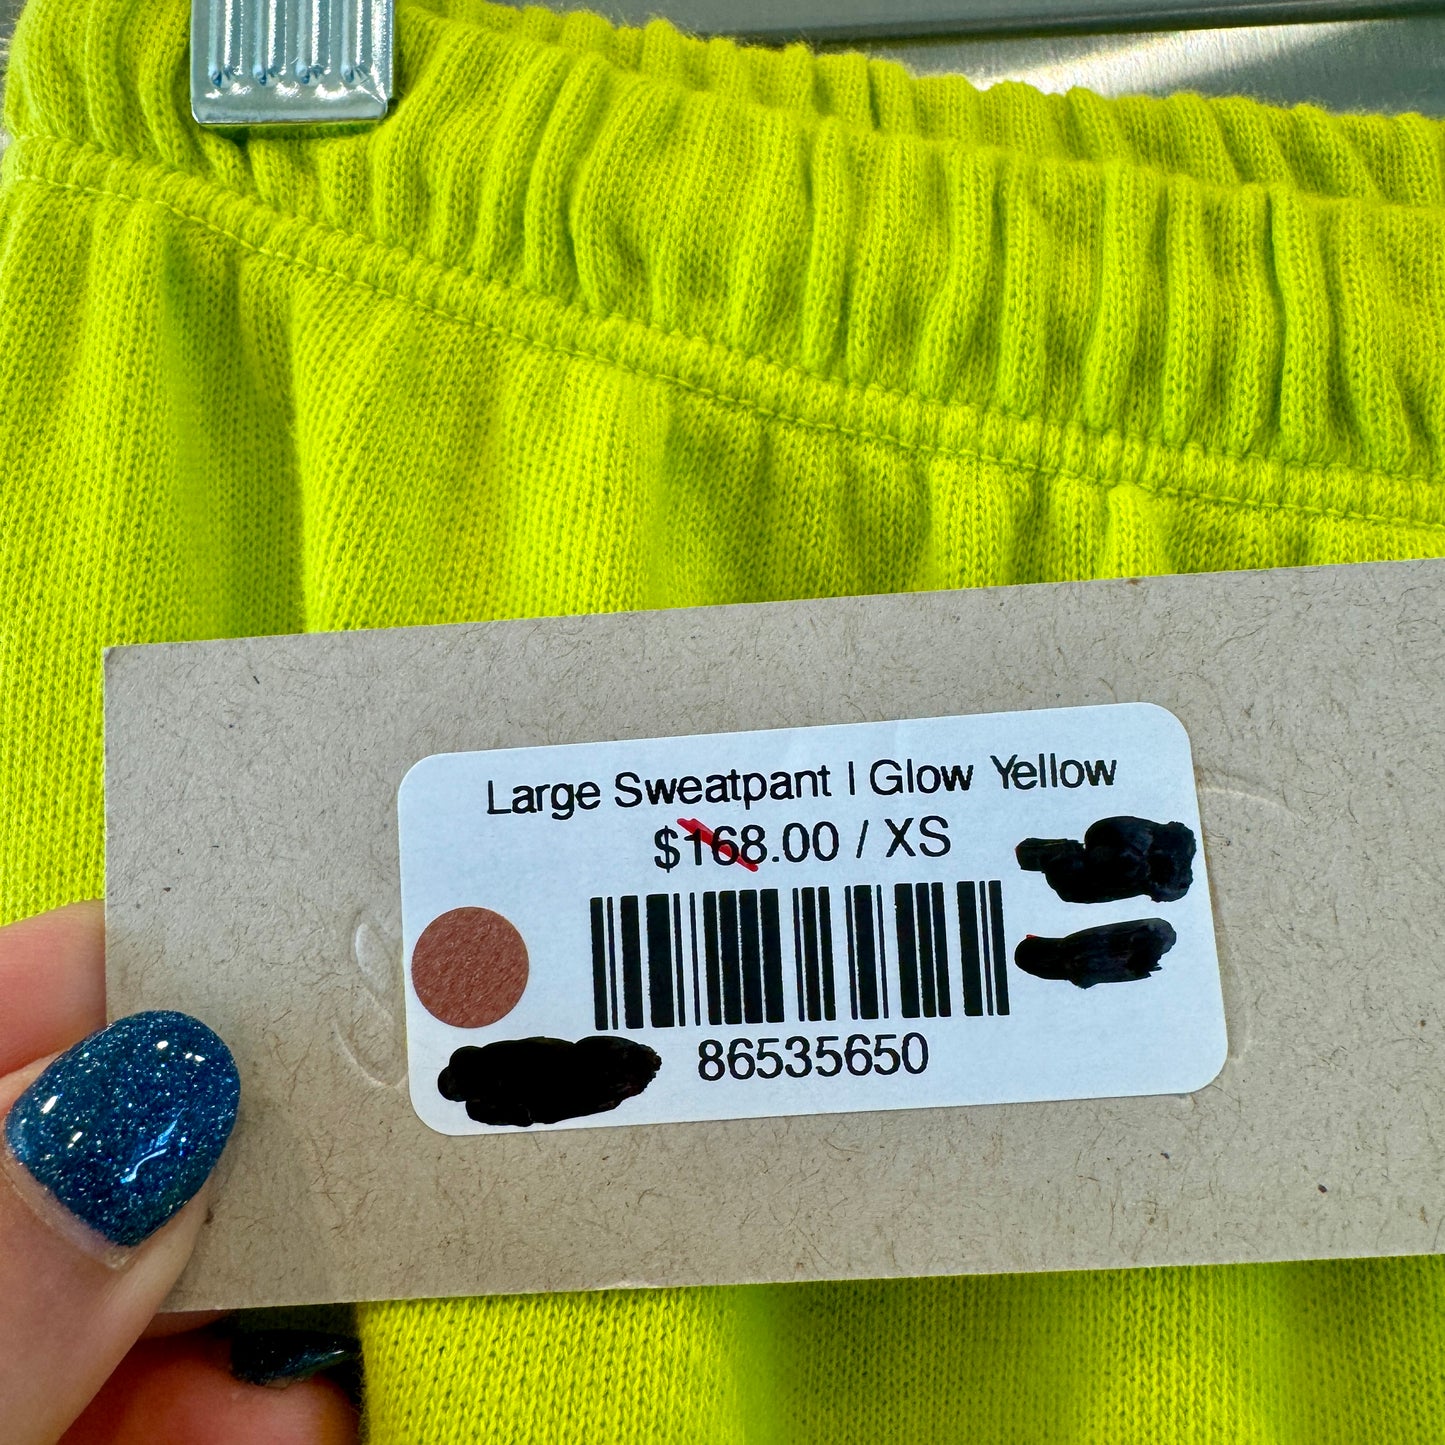 Large Sweatpant | Glow Yellow
$168.00 / XS
86535650